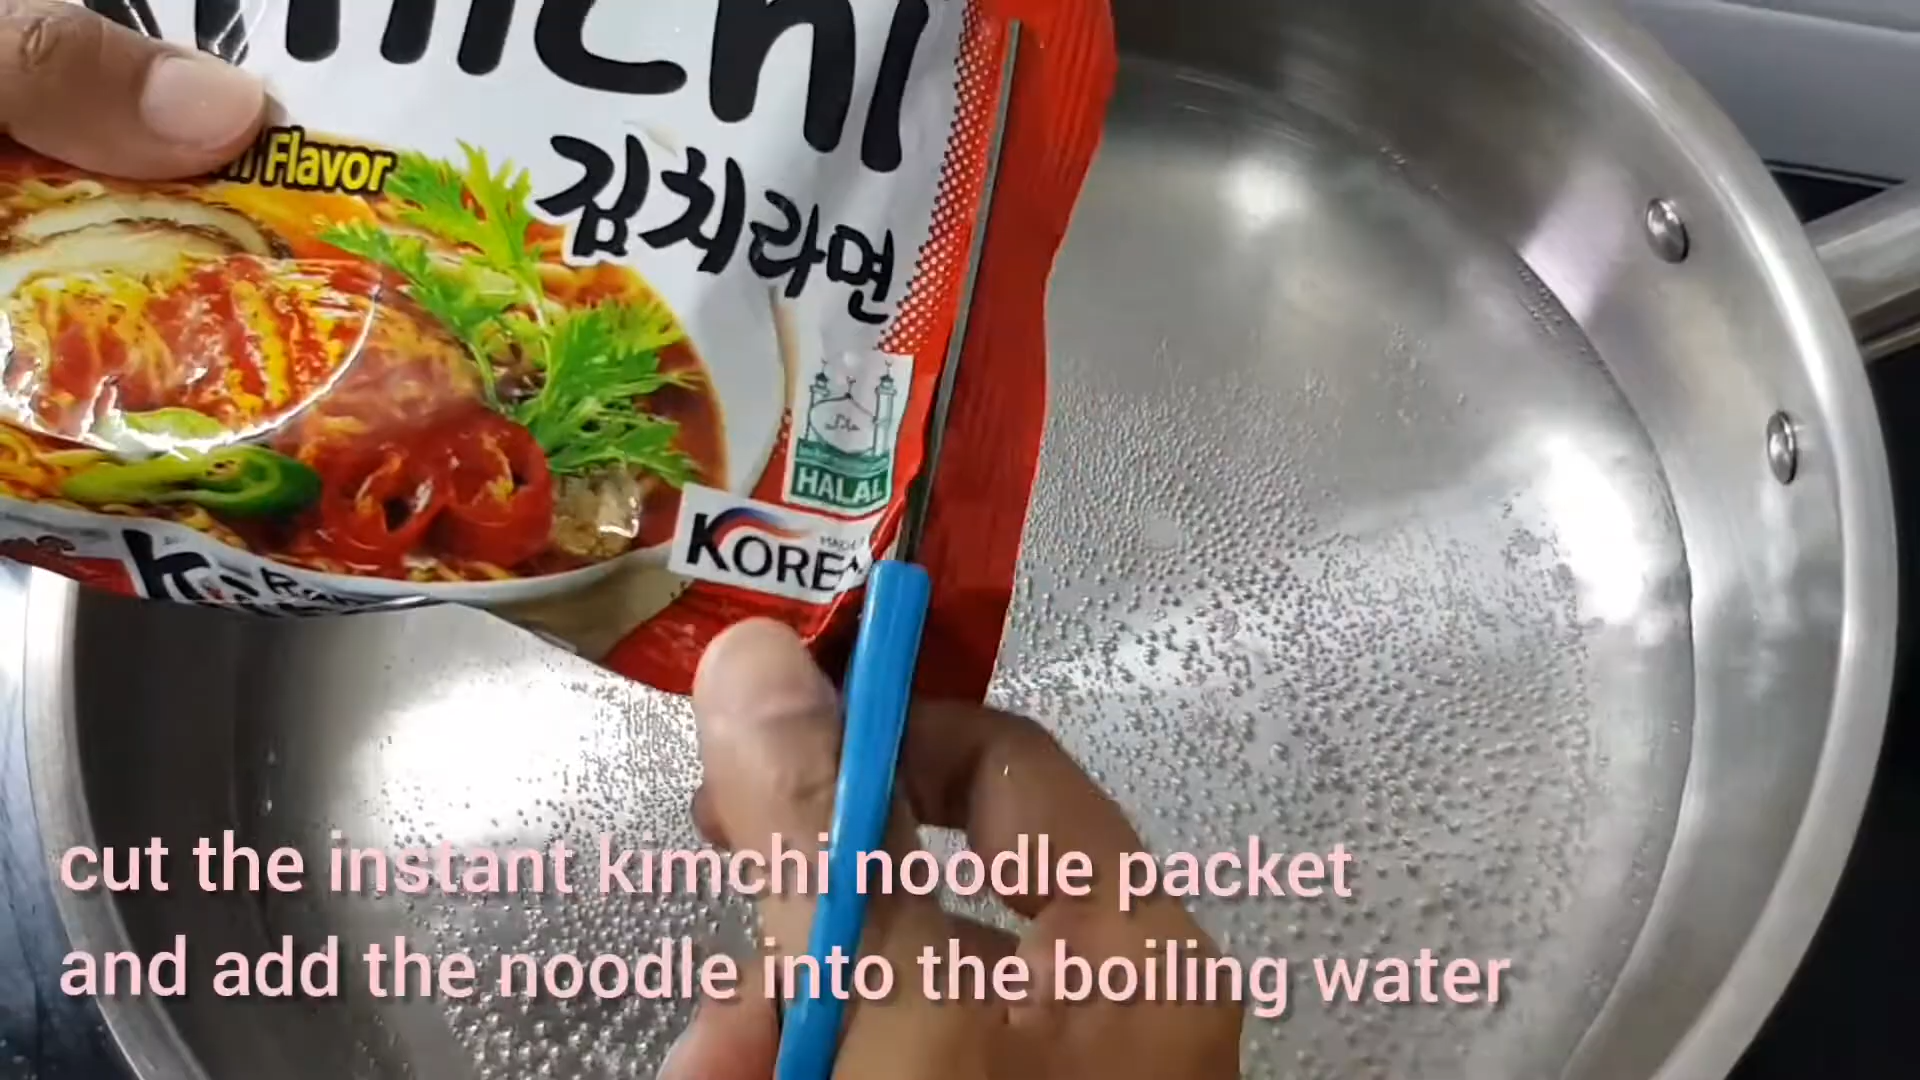 Flavor
김치라면
HALAL
KOREA
cut the instant kimchi noodle packet
and add the noodle into the boiling water